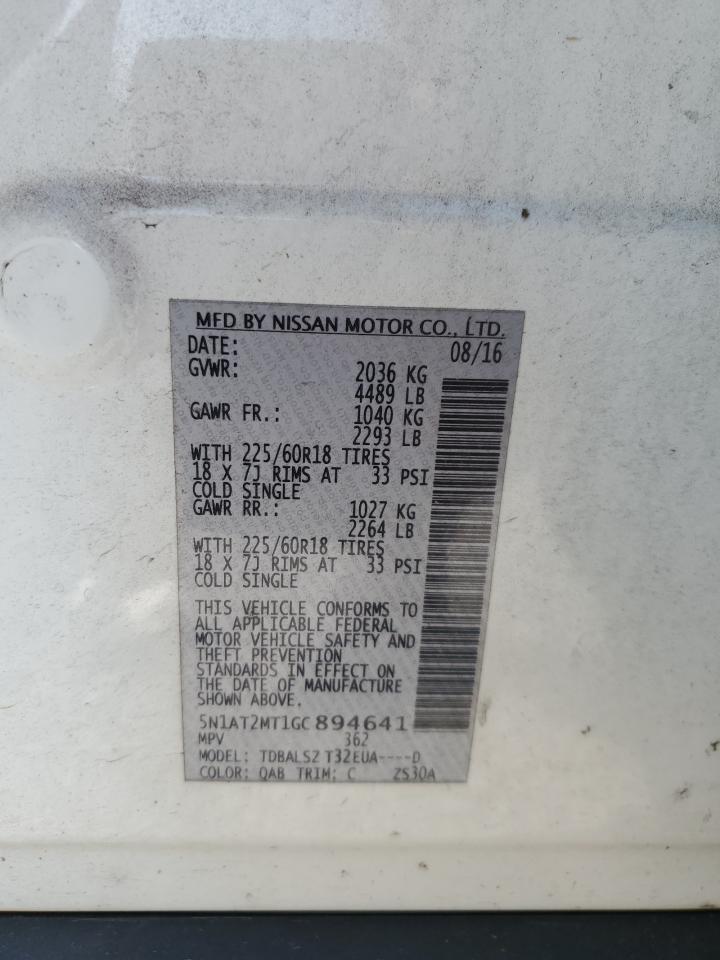 MFD BY NISSAN MOTOR CO., LTD.
DATE: 08/16
GVWR: 2036 KG
4489 LB
GAWR FR.: 1040 KG
2293 LB
WITH 225/60R18 TIRES
18 X 7J RIMS AT 33 PSI
COLD SINGLE
GAWR RR.: 1027 KG
2264 LB
WITH 225/60R18 TIRES
18 X 7J RIMS AT 33 PSI
COLD SINGLE
THIS VEHICLE CONFORMS TO
ALL APPLICABLE FEDERAL
MOTOR VEHICLE SAFETY AND
THEFT PREVENTION
STANDARDS IN EFFECT ON
THE DATE OF MANUFACTURE
SHOWN ABOVE.
5N1AT2MT1GC894641
MPV 362
MODEL: TDBALSZ T32EUA----D
COLOR: QAB TRIM: C ZS30A